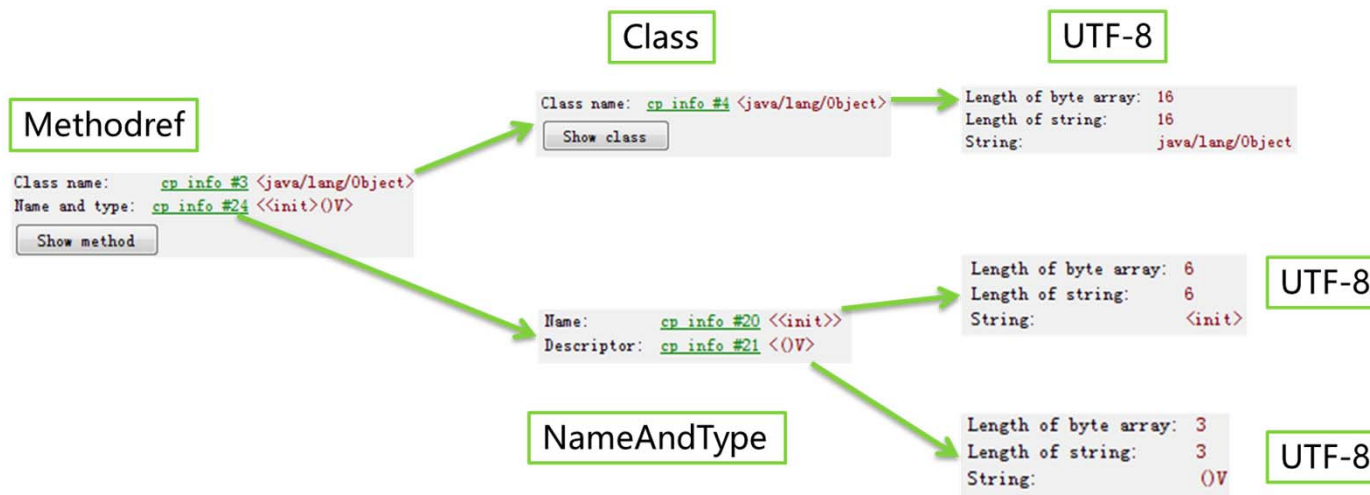 Class
UTF-8
Methodref
Class name: cp info #4 <java/lang/Object>
Show class
Length of byte array: 16
Length of string: 16
String: java/lang/Object
Class name: cp info #3 <java/lang/Object>
Name and type: cp info #24 <<init>()V>
Show method
Name: cp info #20 <<init>>
Descriptor: cp info #21 <()V>
Length of byte array: 6
Length of string: 6
String: <init>
UTF-8
NameAndType
Length of byte array: 3
Length of string: 3
String: ()V
UTF-8